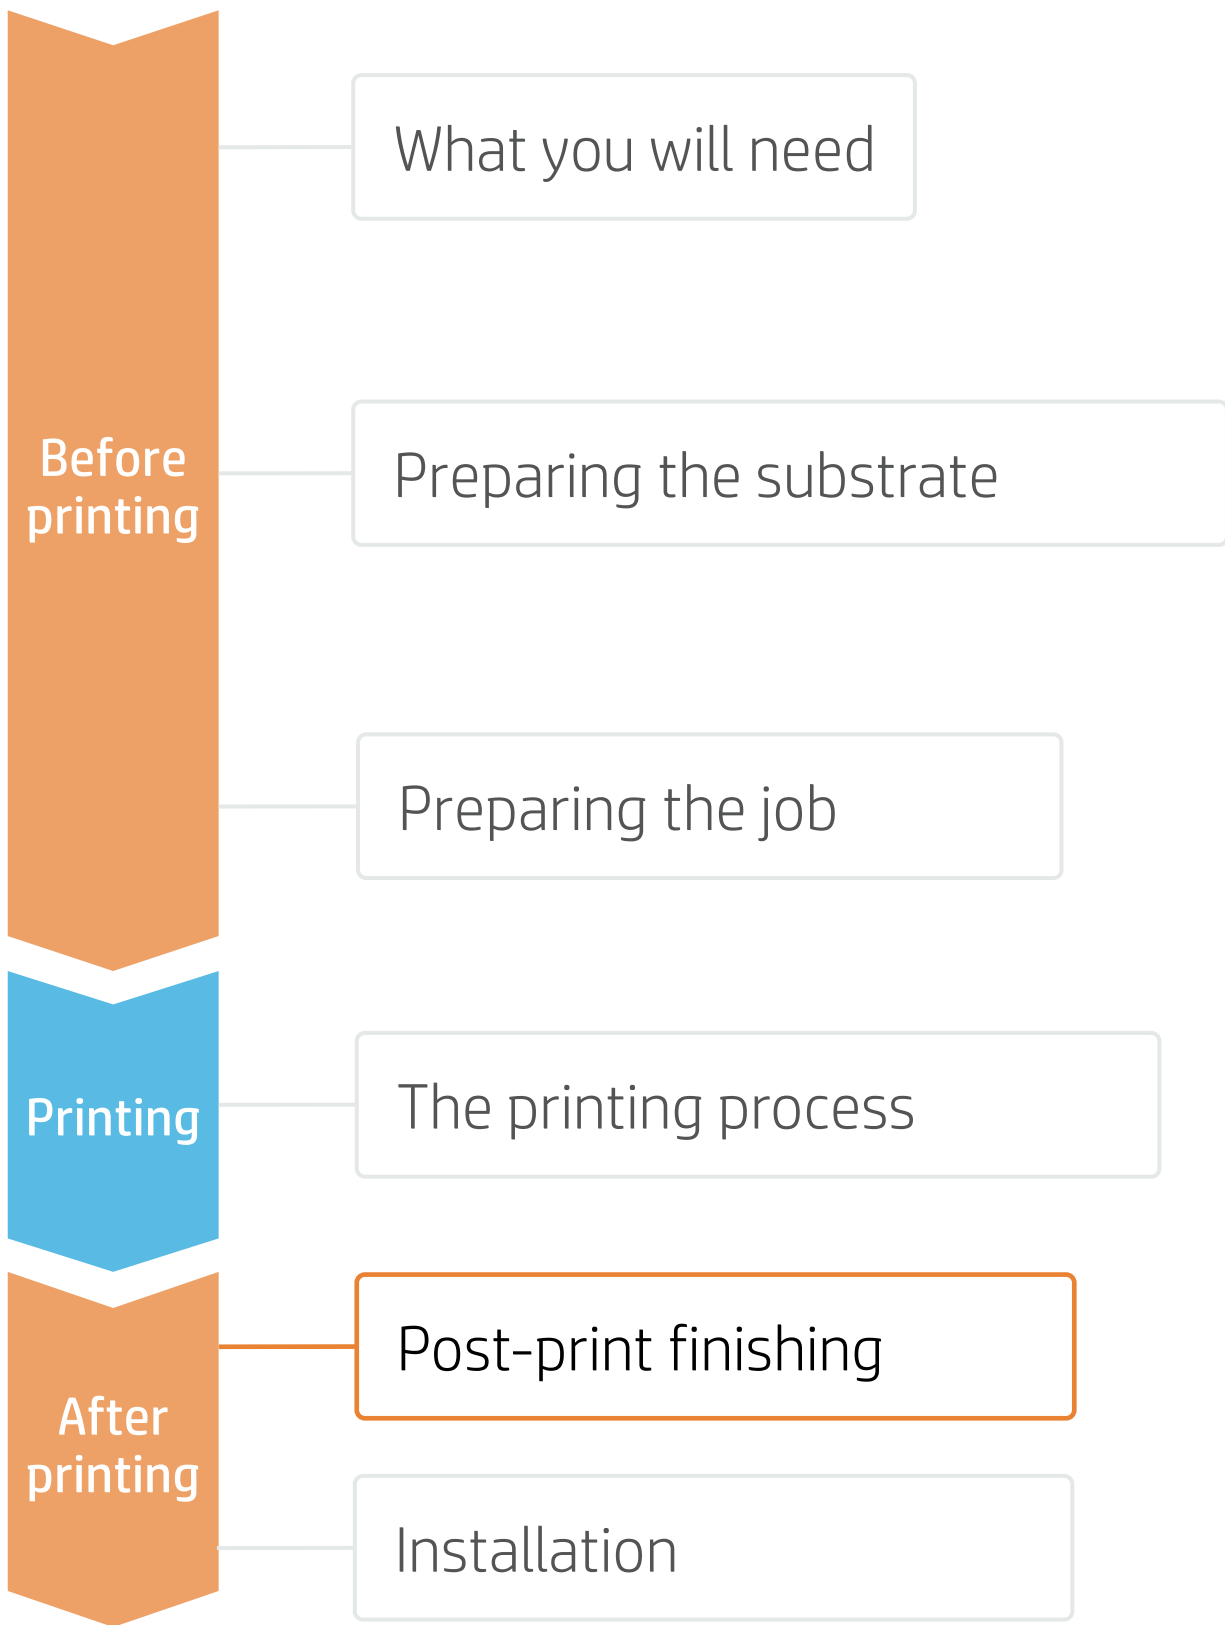 What you will need
Before
printing
Preparing the substrate
Preparing the job
Printing
The printing process
After
printing
Post-print finishing
Installation